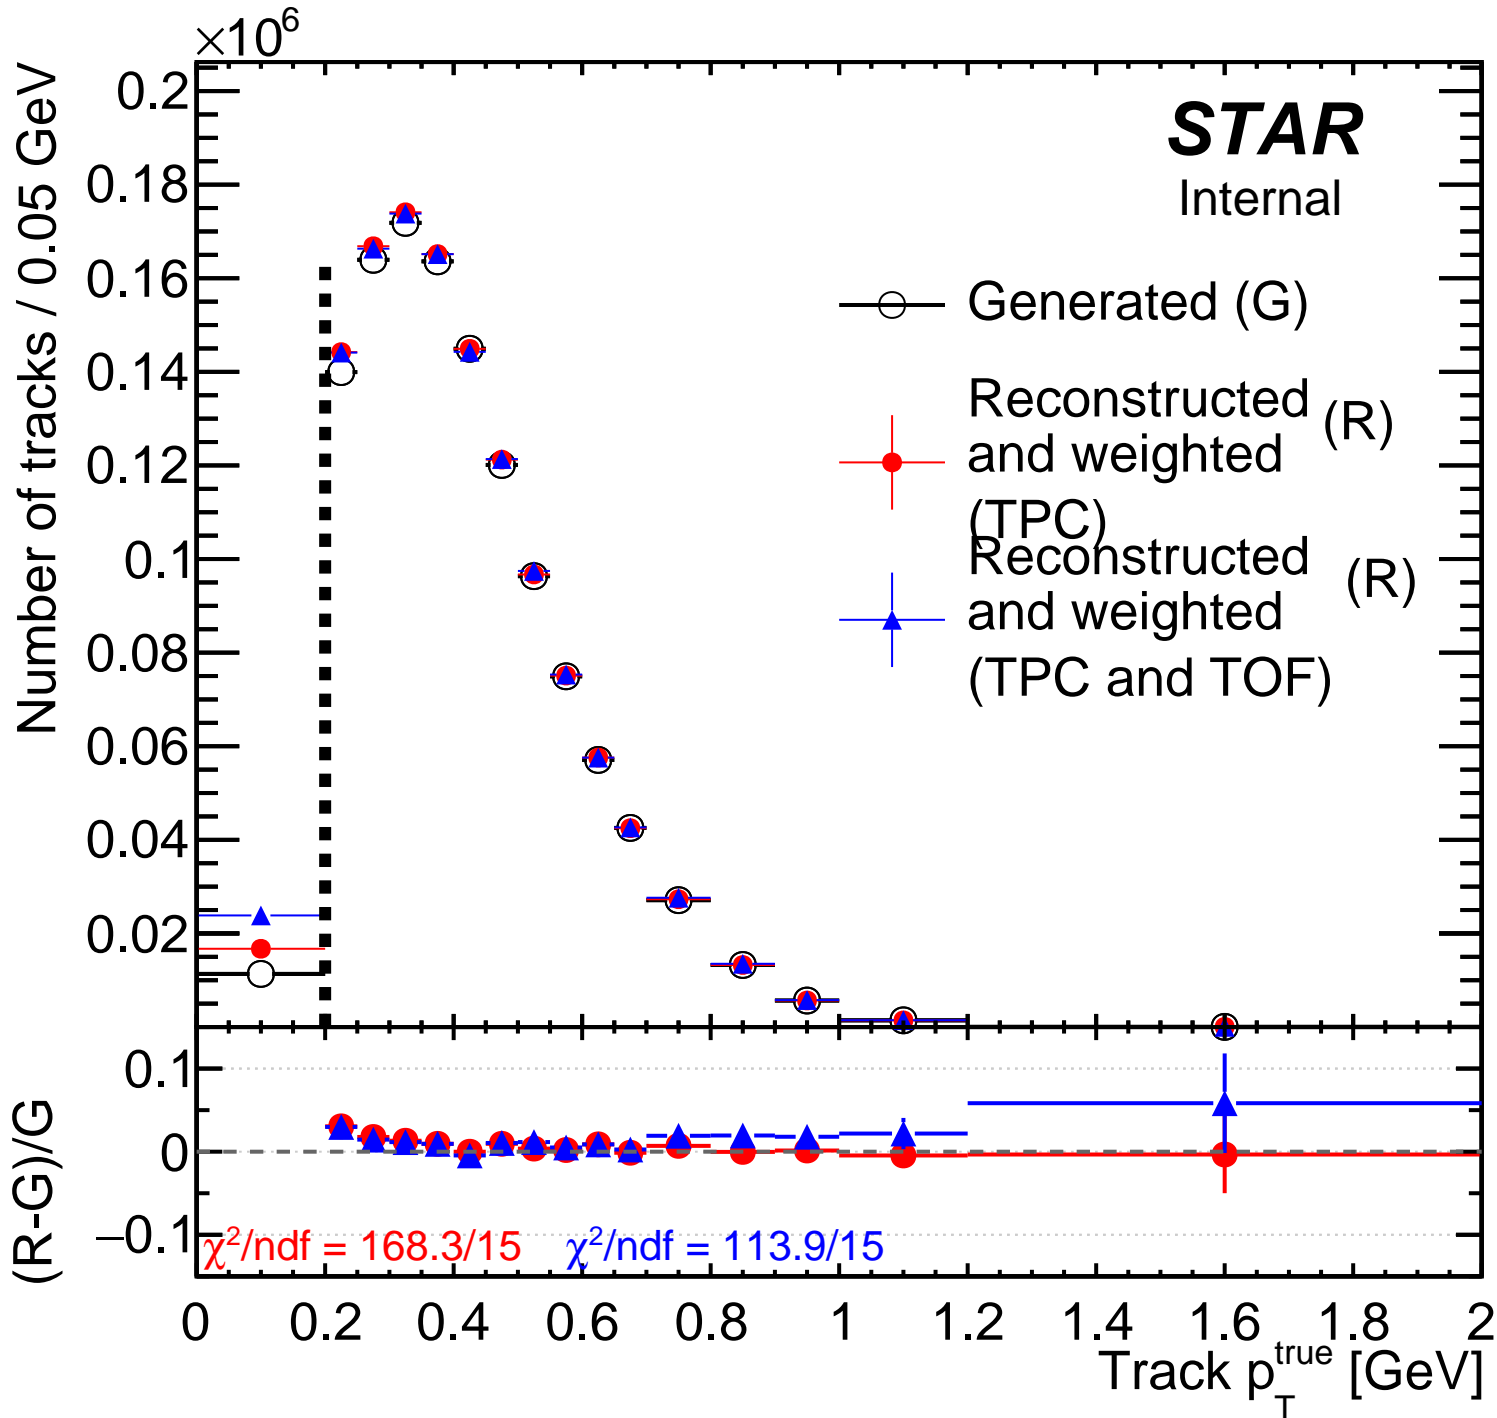 ×10⁶
Number of tracks / 0.05 GeV
0.2
0.18
0.16
0.14
0.12
0.1
0.08
0.06
0.04
0.02
STAR
Internal
Generated (G)
Reconstructed (R)
and weighted
(TPC)
Reconstructed (R)
and weighted
(TPC and TOF)
(R-G)/G
0.1
0
−0.1
χ²/ndf = 168.3/15 χ²/ndf = 113.9/15
0 0.2 0.4 0.6 0.8 1 1.2 1.4 1.6 1.8 2
Track p_T^true [GeV]